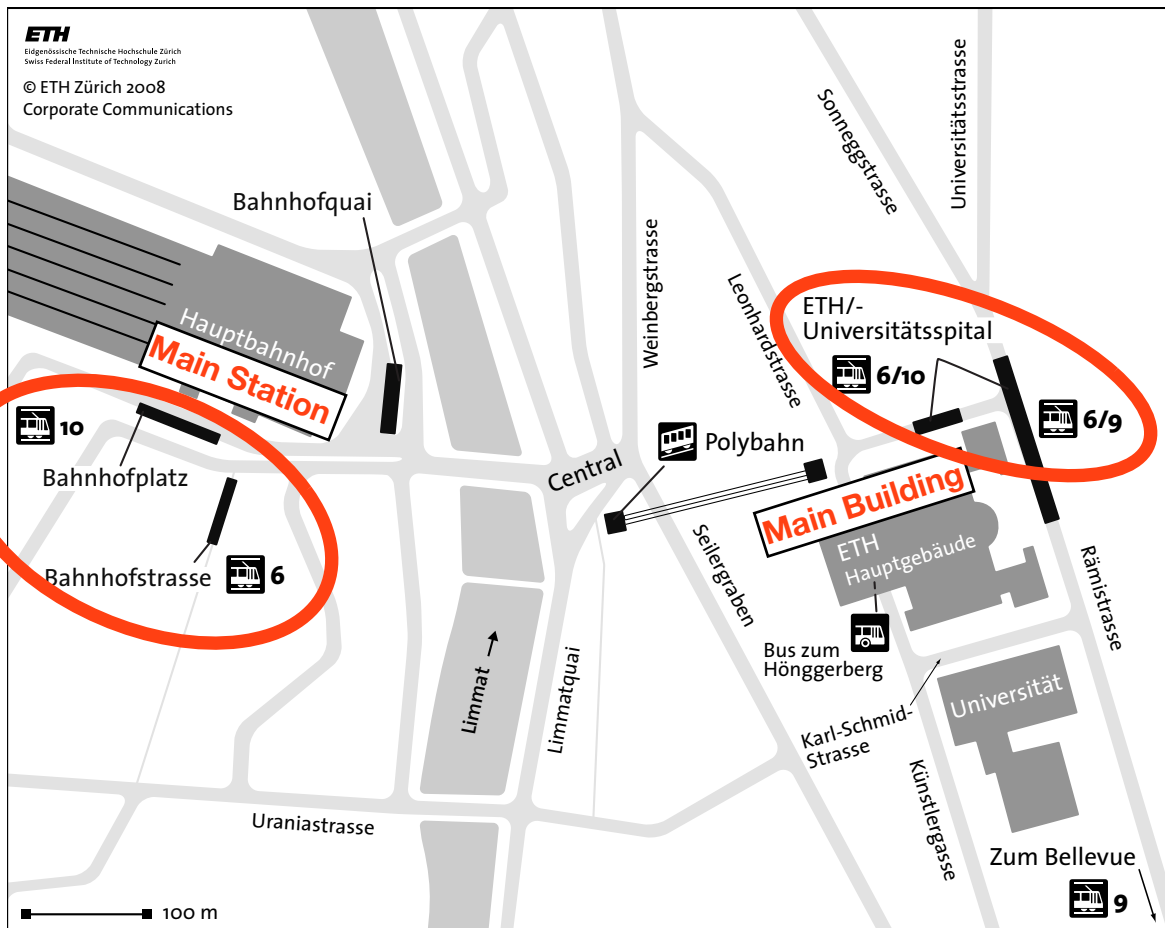 ETH
Eidgenössische Technische Hochschule Zürich
Swiss Federal Institute of Technology Zurich
© ETH Zürich 2008
Corporate Communications
Sonneggstrasse
Universitätsstrasse
Bahnhofquai
Weinbergstrasse
Leonhardstrasse
ETH/-
Universitätsspital
6/10
6/9
Hauptbahnhof
Main Station
10
Bahnhofplatz
Bahnhofstrasse
6
Central
Polybahn
Main Building
ETH
Hauptgebäude
Seilergraben
Rämistrasse
Bus zum
Hönggerberg
Limmat
Limmatquai
Universität
Karl-Schmid-
Strasse
Künstlergasse
Uraniastrasse
Zum Bellevue
9
100 m